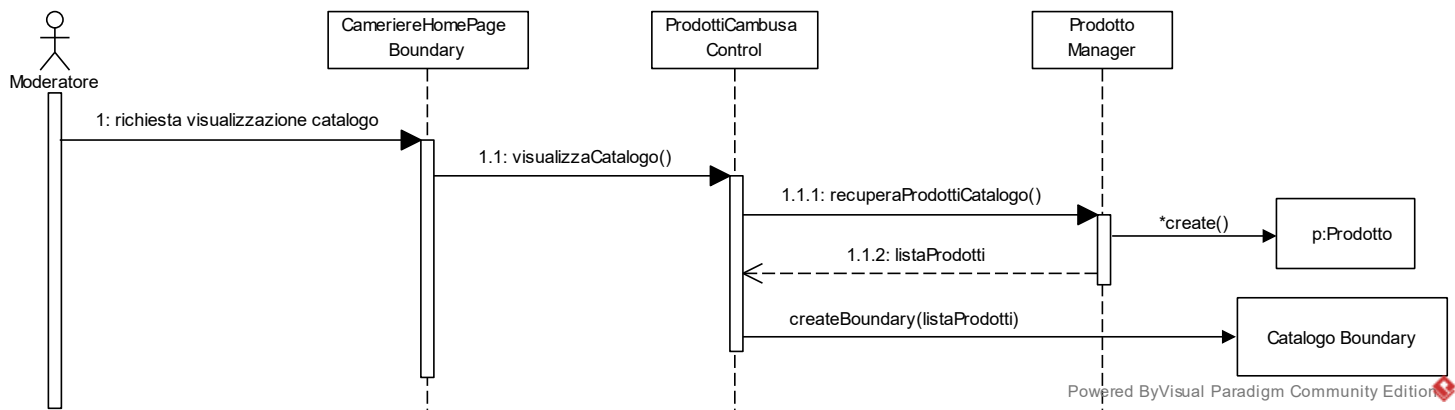 CameriereHomePage
Boundary
ProdottiCambusa
Control
Prodotto
Manager
Moderatore
1: richiesta visualizzazione catalogo
1.1: visualizzaCatalogo()
1.1.1: recuperaProdottiCatalogo()
*create()
p:Prodotto
1.1.2: listaProdotti
createBoundary(listaProdotti)
Catalogo Boundary
Powered ByVisual Paradigm Community Edition